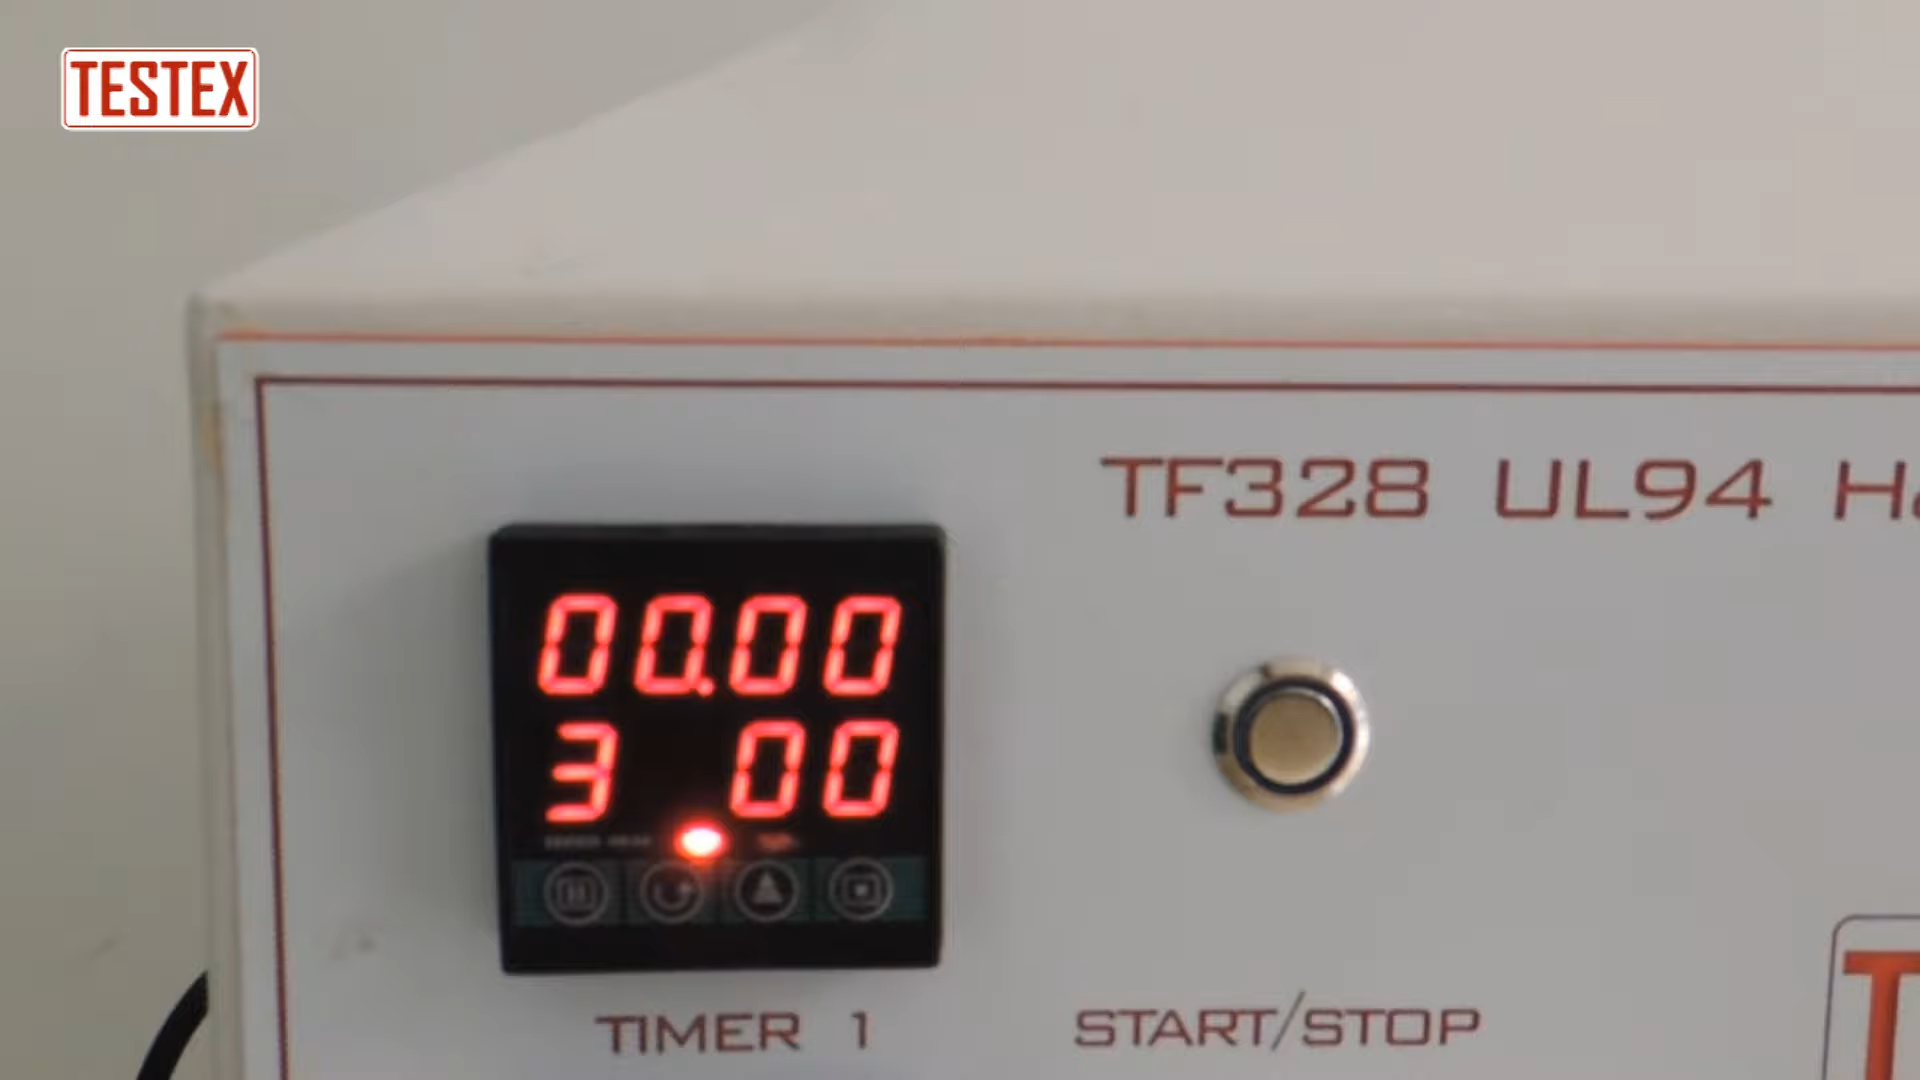 TESTEX
TF328 UL94 H
00.00
3 00
TIMER 1
START/STOP